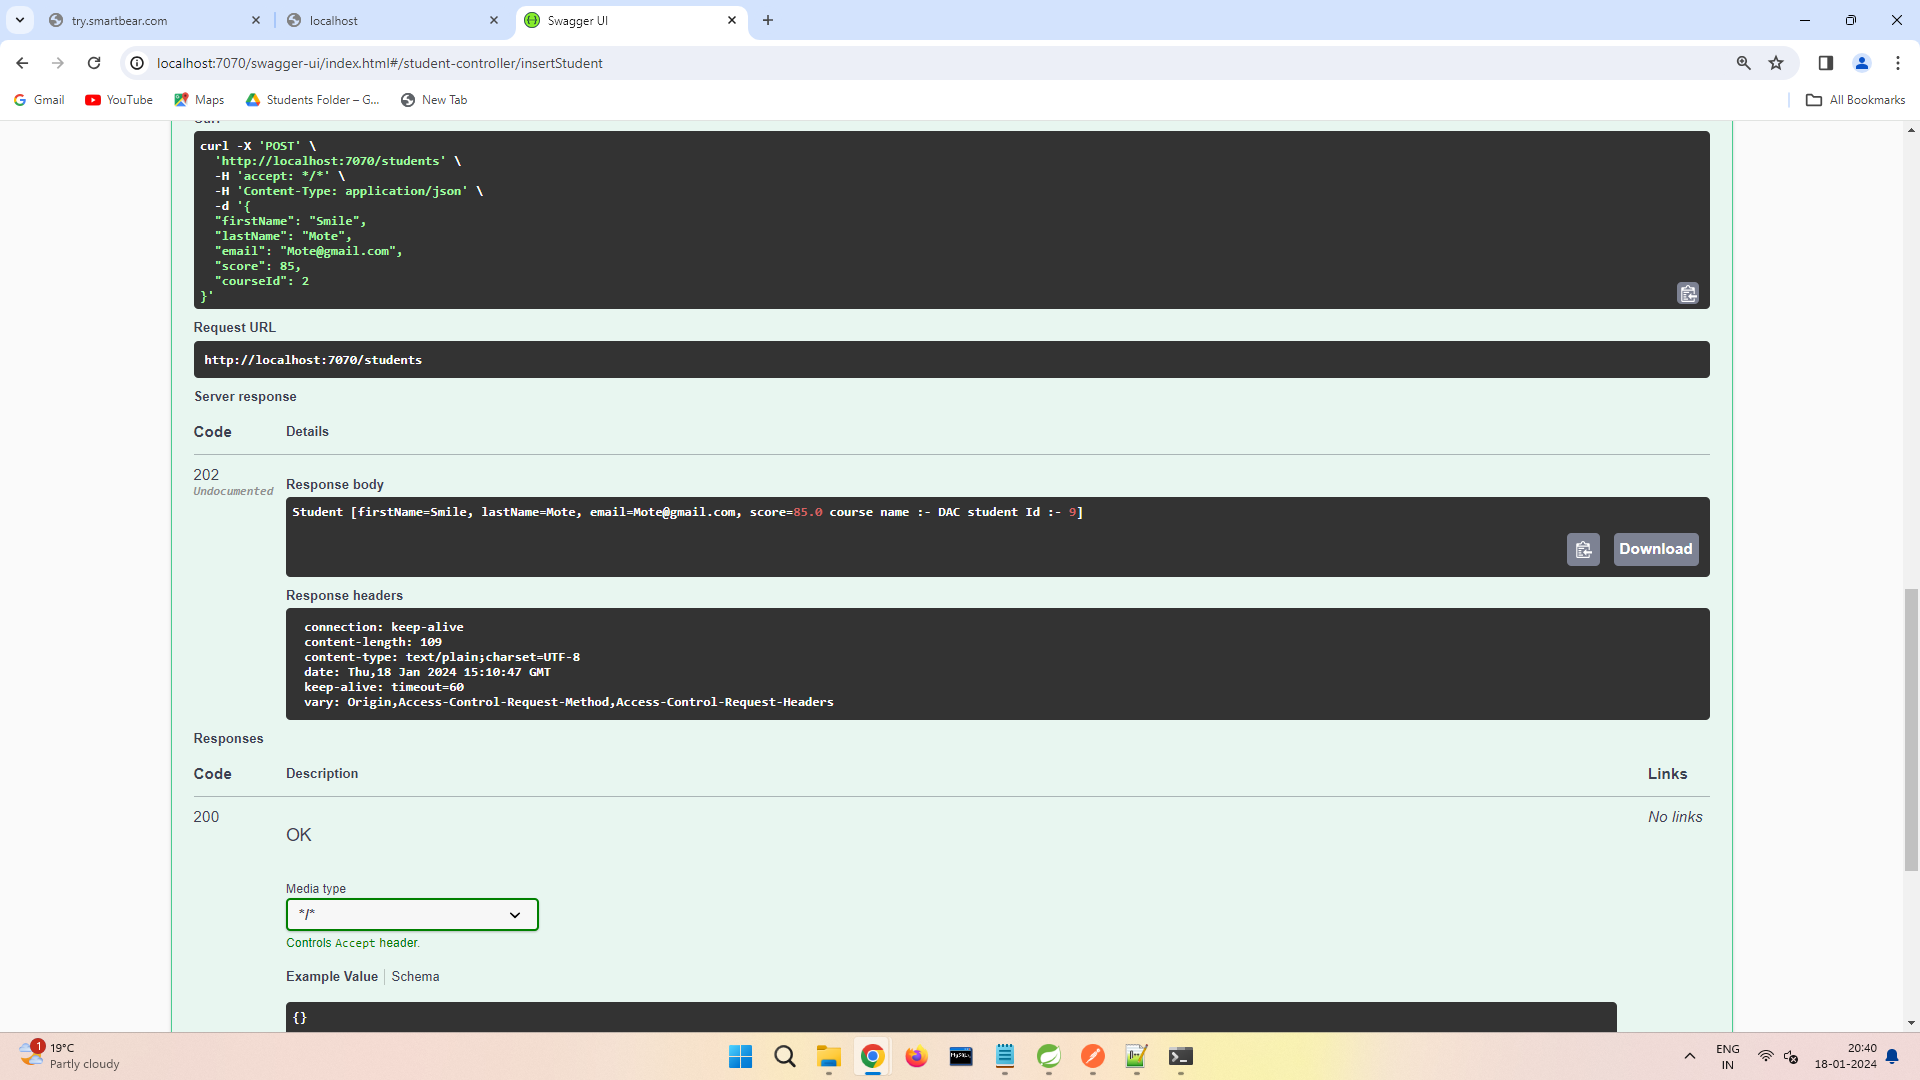 try.smartbear.com
localhost
Swagger UI
localhost:7070/swagger-ui/index.html#/student-controller/insertStudent
Gmail
YouTube
Maps
Students Folder – G...
New Tab
All Bookmarks
Curl
curl -X 'POST' \
'http://localhost:7070/students' \
-H 'accept: */*' \
-H 'Content-Type: application/json' \
-d '{
"firstName": "Smile",
"lastName": "Mote",
"email": "Mote@gmail.com",
"score": 85,
"courseId": 2
}'
Request URL
http://localhost:7070/students
Server response
Code Details
202
Undocumented
Response body
Student [firstName=Smile, lastName=Mote, email=Mote@gmail.com, score=85.0 course name :- DAC student Id :- 9]
Download
Response headers
connection: keep-alive
content-length: 109
content-type: text/plain;charset=UTF-8
date: Thu,18 Jan 2024 15:10:47 GMT
keep-alive: timeout=60
vary: Origin,Access-Control-Request-Method,Access-Control-Request-Headers
Responses
Code Description Links
200 No links
OK
Media type
*/*
Controls Accept header.
Example Value Schema
{}
1
19°C
Partly cloudy
MySQL
ENG
IN
20:40
18-01-2024